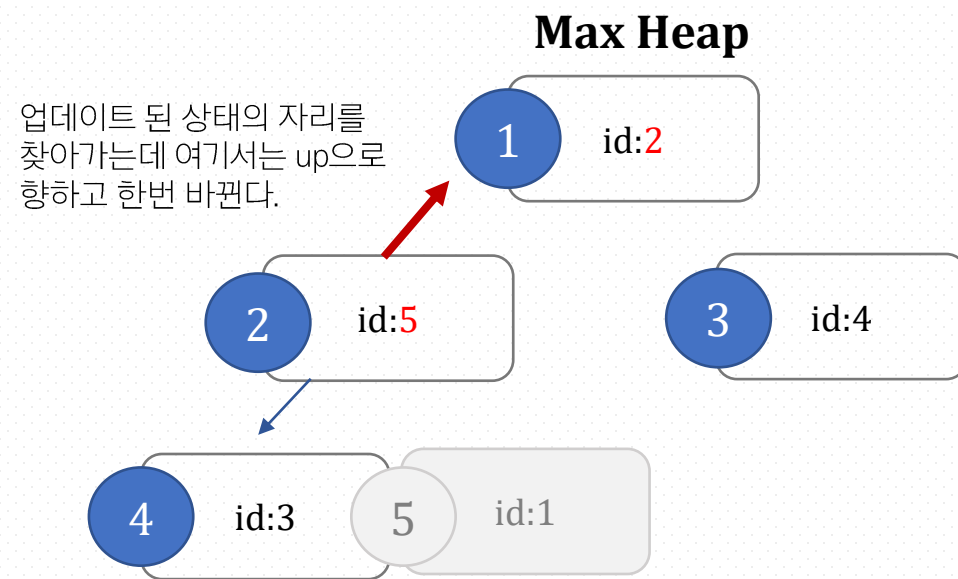 Max Heap
업데이트 된 상태의 자리를
찾아가는데 여기서는 up으로
향하고 한번 바뀐다.
1 id:2
2 id:5
3 id:4
4 id:3
5 id:1